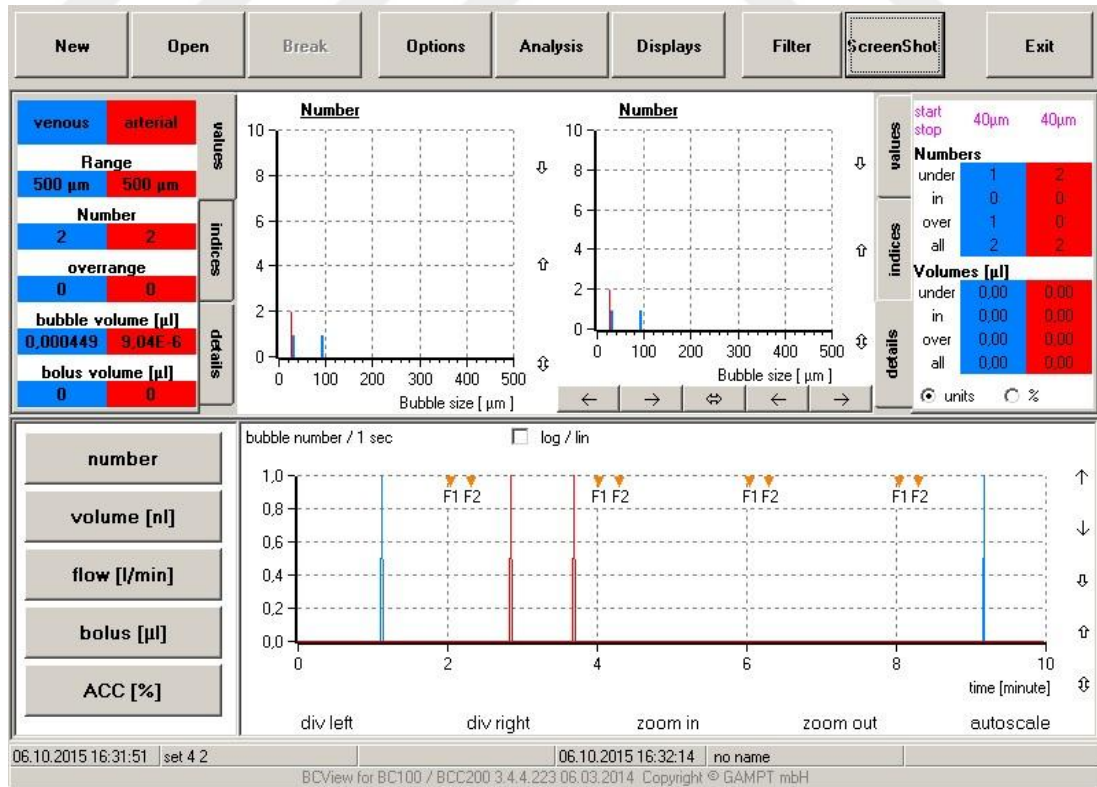 New Open Break Options Analysis Displays Filter ScreenShot Exit
venous arterial
Range
500 µm 500 µm
Number
2 2
overrange
0 0
bubble volume [µl]
0,000449 9,04E-6
bolus volume [µl]
0 0
values
indices
details
Number
10
8
6
4
2
0
0 100 200 300 400 500
Bubble size [ µm ]
Number
10
8
6
4
2
0
0 100 200 300 400 500
Bubble size [ µm ]
values
indices
details
start 40µm 40µm
stop
Numbers
under 1 2
in 0 0
over 1 0
all 2 2
Volumes [µl]
under 0,00 0,00
in 0,00 0,00
over 0,00 0,00
all 0,00 0,00
units %
number
volume [nl]
flow [l/min]
bolus [µl]
ACC [%]
bubble number / 1 sec log / lin
1,0
0,8
0,6
0,4
0,2
0,0
F1 F2 F1 F2 F1 F2 F1 F2
0 2 4 6 8 10
time [minute]
div left div right zoom in zoom out autoscale
06.10.2015 16:31:51 set 4 2 06.10.2015 16:32:14 no name
BCView for BC100 / BCC200 3.4.4.223 06.03.2014 Copyright © GAMPT mbH